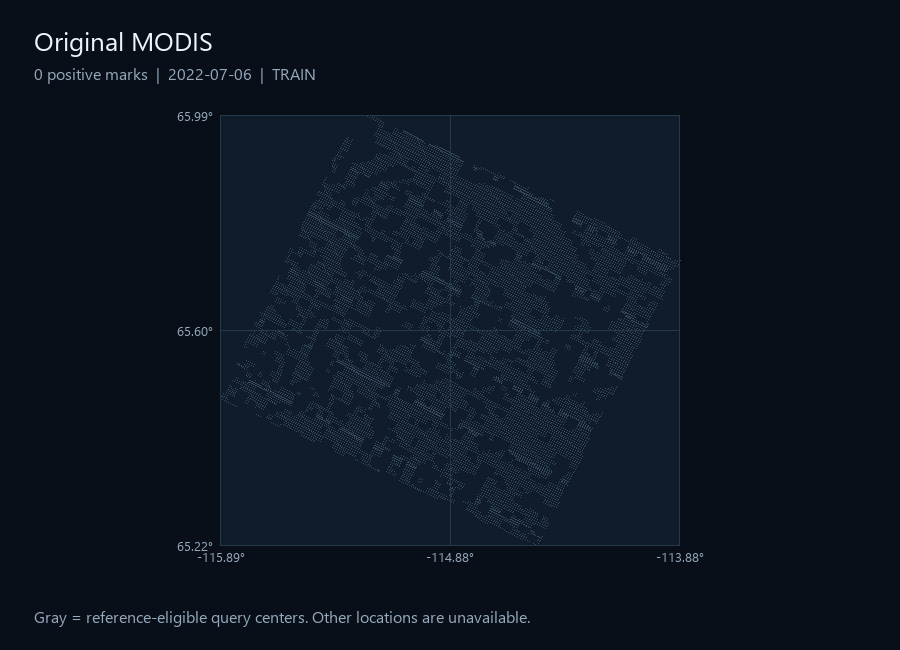 Original MODIS
0 positive marks | 2022-07-06 | TRAIN
65.99°
65.60°
65.22°
-115.89° -114.88° -113.88°
Gray = reference-eligible query centers. Other locations are unavailable.